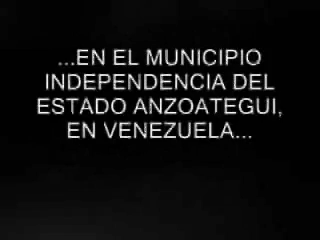 ...EN EL MUNICIPIO
INDEPENDENCIA DEL
ESTADO ANZOATEGUI,
EN VENEZUELA...